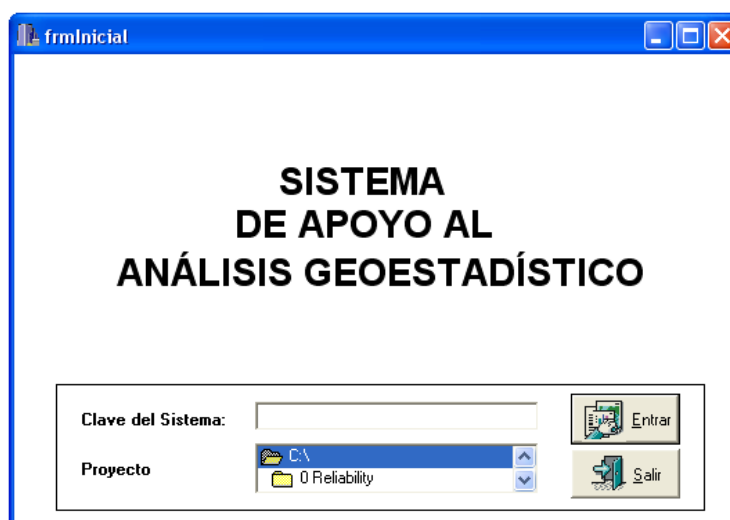 frmInicial
SISTEMA
DE APOYO AL
ANÁLISIS GEOESTADÍSTICO
Clave del Sistema:
Entrar
Proyecto
C:\
0 Reliability
Salir